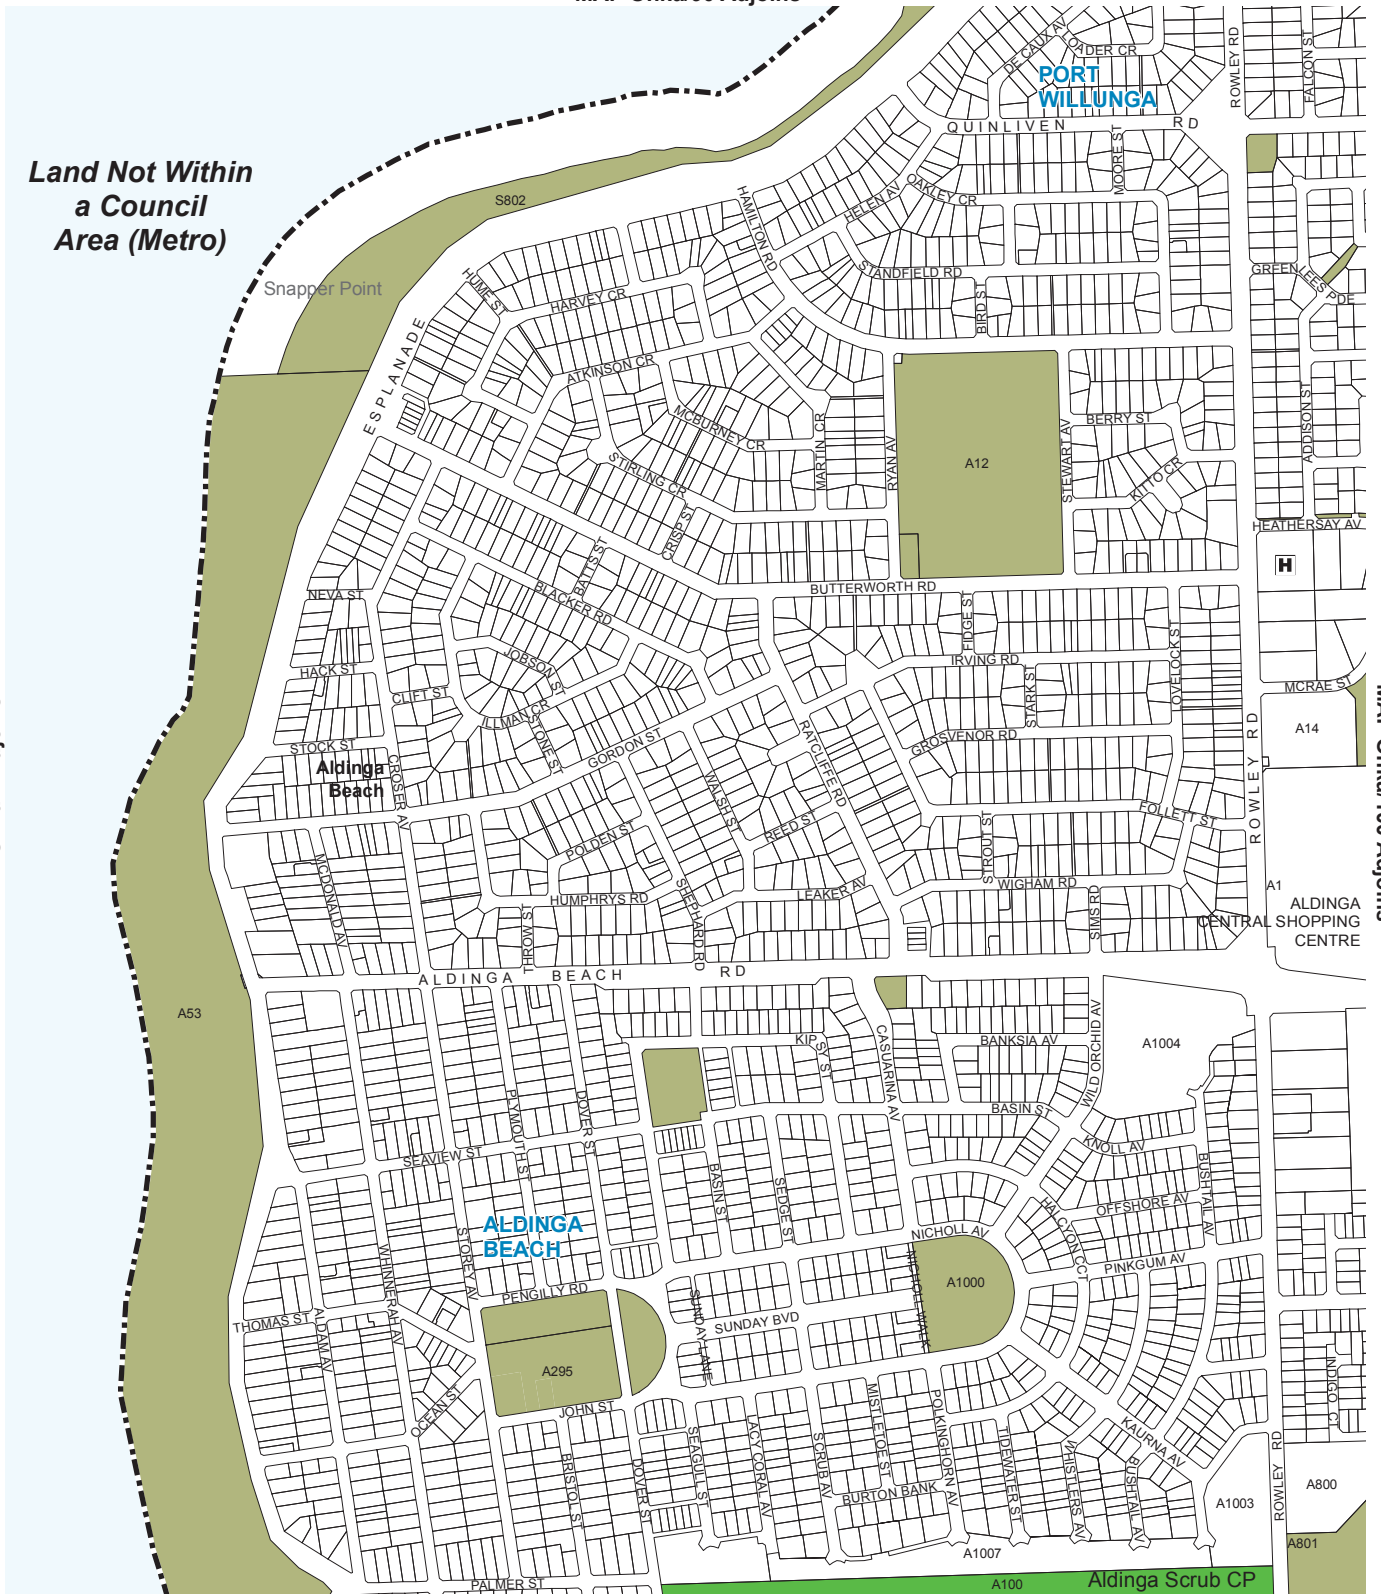 DE CAUX AV
LOADER CR
ROWLEY RD
FALCON ST
PORT
WILLUNGA
QUINLIVEN RD
MOORE ST
Land Not Within
a Council
Area (Metro)
S802
HAMILTON RD
HELEN AV
OAKLEY CR
Snapper Point
HUME ST
HARVEY CR
STANDFIELD RD
BIRD ST
GREENLEES PDE
ESPLANADE
ATKINSON CR
MCBURNEY CR
MARTIN CR
RYAN AV
A12
STEWART AV
BERRY ST
KITTO CR
ADDISON ST
STIRLING CR
CRISP ST
BATTS ST
HEATHERSAY AV
H
NEVA ST
BLACKER RD
BUTTERWORTH RD
FIDGE ST
IRVING RD
LOVELOCK ST
HACK ST
JOBSON ST
CLIFT ST
ILLMAN CR
STONE ST
STARK ST
MCRAE ST
A14
STOCK ST
GORDON ST
RATCLIFFE RD
GROSVENOR RD
ROWLEY RD
Aldinga
Beach
CROSER AV
WALSH ST
REED ST
POLDEN ST
FOLLETT ST
STROUT ST
MCDONALD AV
HUMPHRYS RD
SHEPHARD RD
LEAKER AV
WIGHAM RD
SIMS RD
A1
ALDINGA
CENTRAL SHOPPING
CENTRE
THROW ST
ALDINGA BEACH RD
A53
KIPSY ST
CASUARINA AV
BANKSIA AV
WILD ORCHID AV
A1004
PLYMOUTH ST
DOVER ST
BASIN ST
SEAVIEW ST
KNOLL AV
BASIN ST
SEDGE ST
BUSHTAIL AV
HALCYON CCT
OFFSHORE AV
ALDINGA
BEACH
STOREY AV
WHINNERAH AV
NICHOLL AV
NICHOLL WALK
PINKGUM AV
A1000
PENGILLY RD
SUNDAY LANE
SUNDAY BVD
THOMAS ST
ALDAM AV
A295
INDIGO CT
OCEAN ST
JOHN ST
MISTLETOE ST
POLKINGHORN AV
SEAGULL ST
LACY CORAL AV
SCRUB AV
TIDEWATER ST
WHISTLERS AV
KAURNA AV
BUSHTAIL AV
BRISTOL ST
DOVER S
BURTON BANK
ROWLEY RD
A800
A1003
A1007
A801
PALMER ST
A100
Aldinga Scrub CP